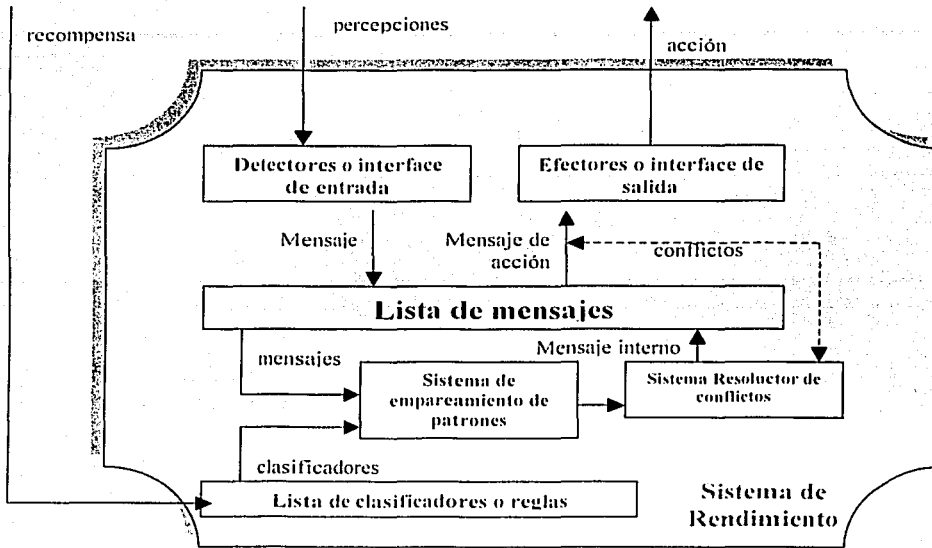 recompensa
percepciones
acción
Detectores o interface
de entrada
Efectores o interface de
salida
Mensaje
Mensaje de
acción
conflictos
Lista de mensajes
mensajes
Mensaje interno
Sistema de
empareamiento de
patrones
Sistema Resoluctor de
conflictos
clasificadores
Lista de clasificadores o reglas
Sistema de
Rendimiento